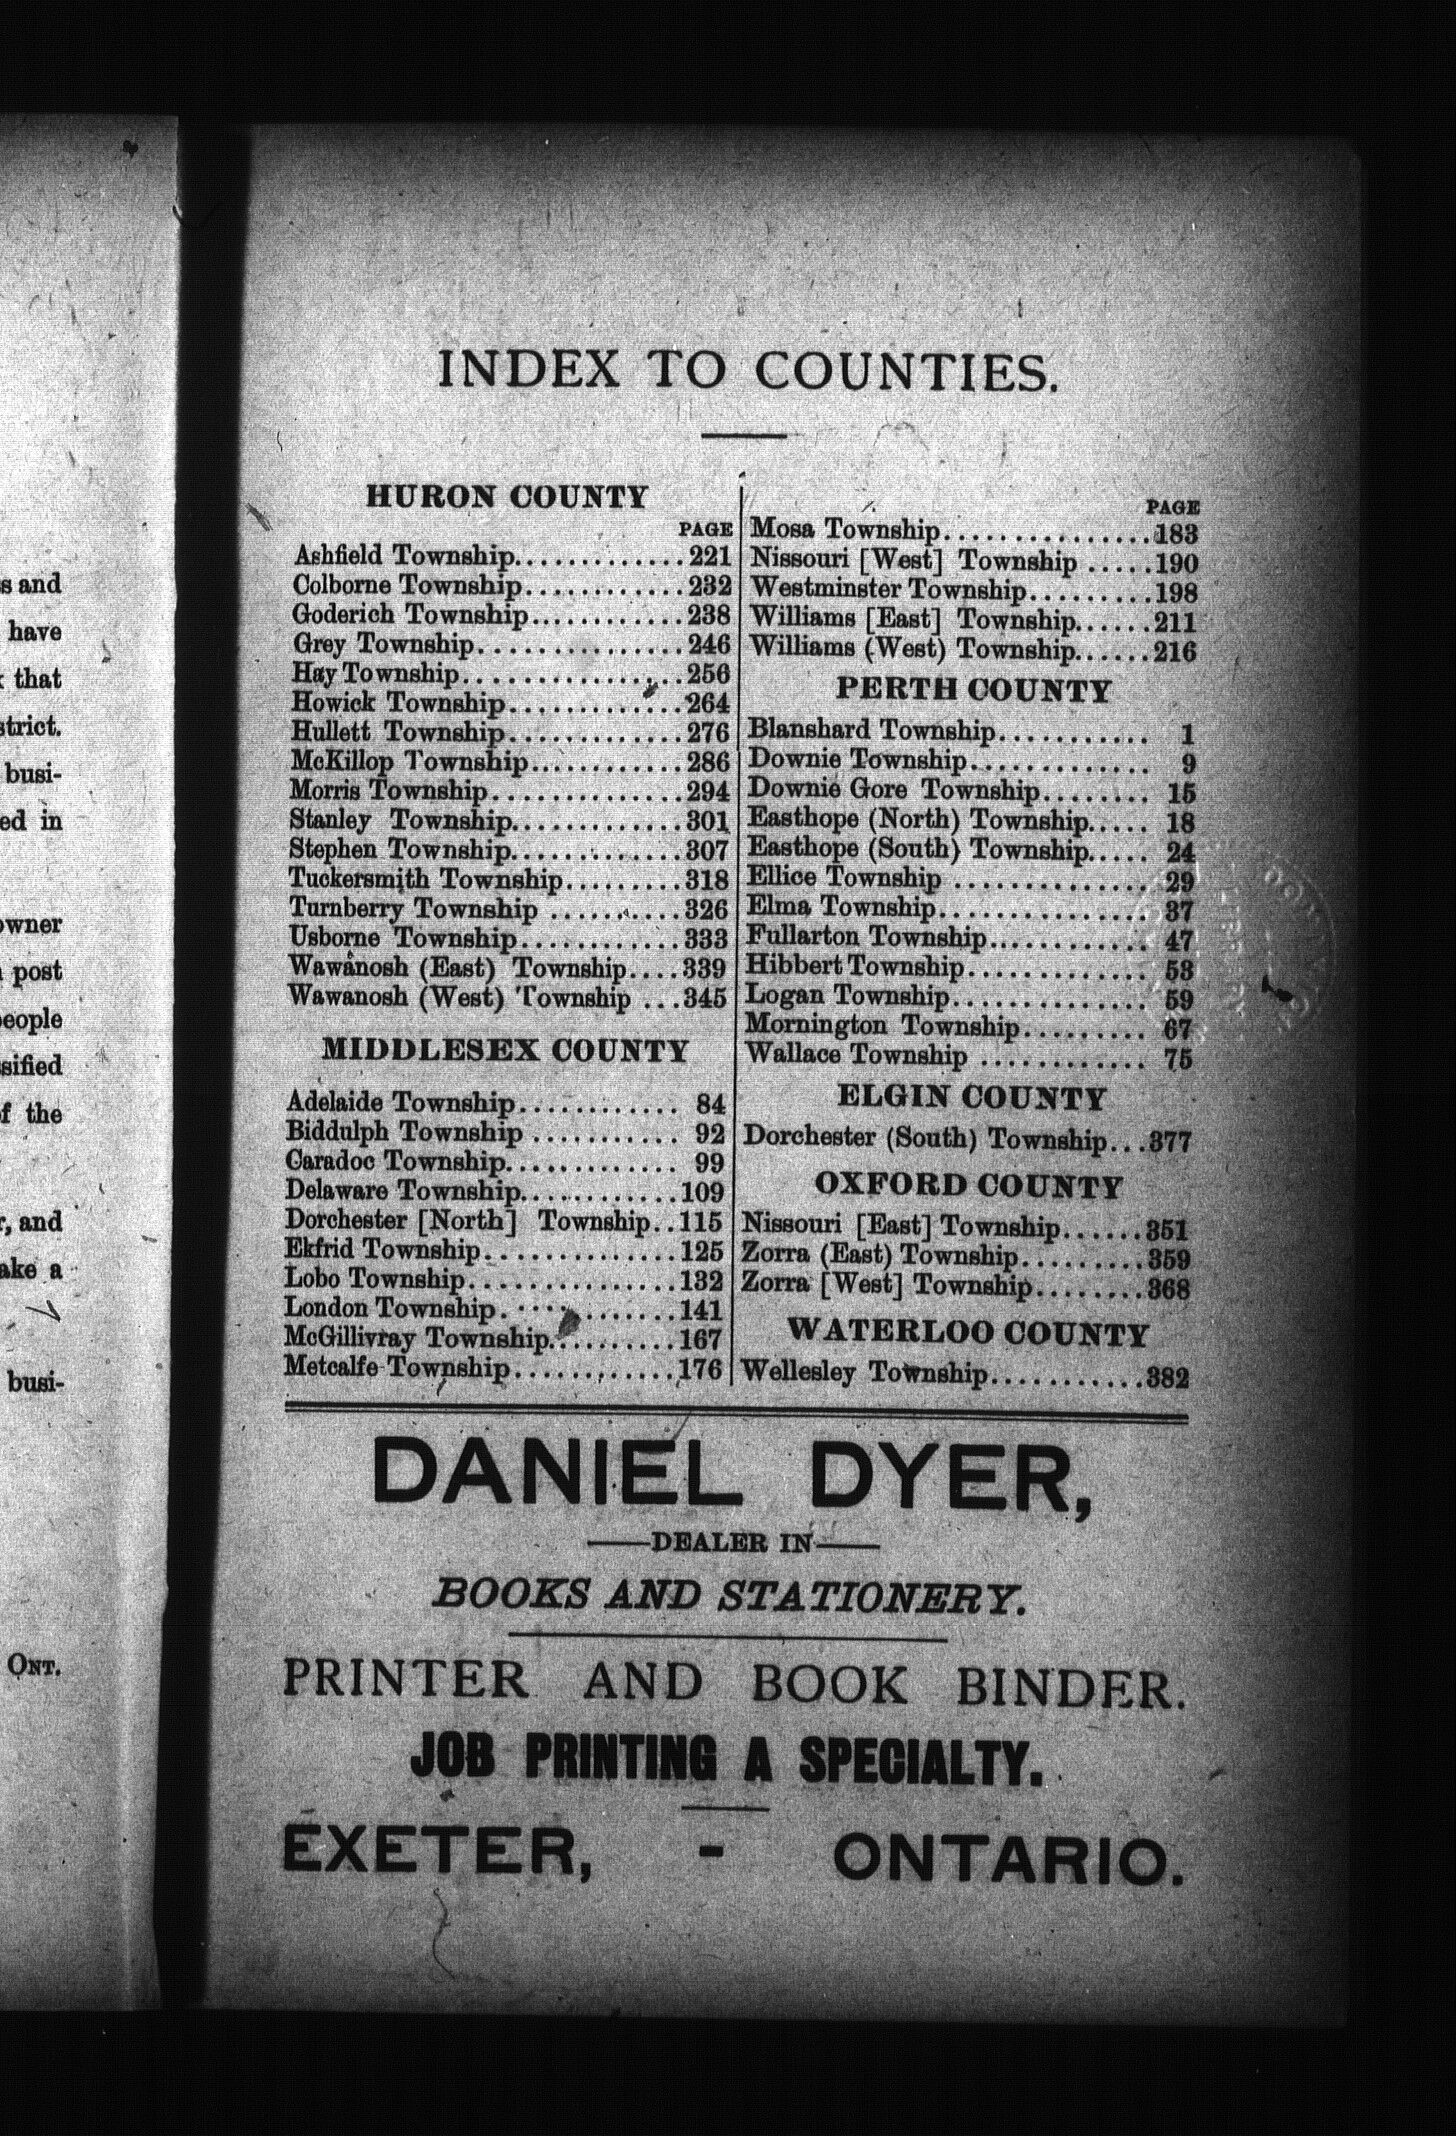 s and
have
that
strict.
busi-
ed in
owner
post
people
sified
of the
r, and
ake a
busi-
ONT.
INDEX TO COUNTIES.
HURON COUNTY
PAGE
Ashfield Township............221
Colborne Township............232
Goderich Township............238
Grey Township...............246
Hay Township................256
Howick Township.............264
Hullett Township.............276
McKillop Township............286
Morris Township..............294
Stanley Township.............301
Stephen Township.............307
Tuckersmith Township.........318
Turnberry Township ..........326
Usborne Township............333
Wawanosh (East) Township....339
Wawanosh (West) Township ...345
MIDDLESEX COUNTY
Adelaide Township............ 84
Biddulph Township ........... 92
Caradoc Township............. 99
Delaware Township............109
Dorchester [North] Township..115
Ekfrid Township..............125
Lobo Township...............132
London Township.............141
McGillivray Township..........167
Metcalfe Township............176
PAGE
Mosa Township...............183
Nissouri [West] Township .....190
Westminster Township.........198
Williams [East] Township......211
Williams (West) Township......216
PERTH COUNTY
Blanshard Township........... 1
Downie Township............. 9
Downie Gore Township........ 15
Easthope (North) Township..... 18
Easthope (South) Township..... 24
Ellice Township .............. 29
Elma Township............... 37
Fullarton Township............ 47
Hibbert Township............. 53
Logan Township.............. 59
Mornington Township......... 67
Wallace Township ............ 75
ELGIN COUNTY
Dorchester (South) Township...377
OXFORD COUNTY
Nissouri [East] Township......351
Zorra (East) Township.........359
Zorra [West] Township........368
WATERLOO COUNTY
Wellesley Township...........382
DANIEL DYER,
DEALER IN
BOOKS AND STATIONERY.
PRINTER AND BOOK BINDER.
JOB PRINTING A SPECIALTY.
EXETER, - ONTARIO.